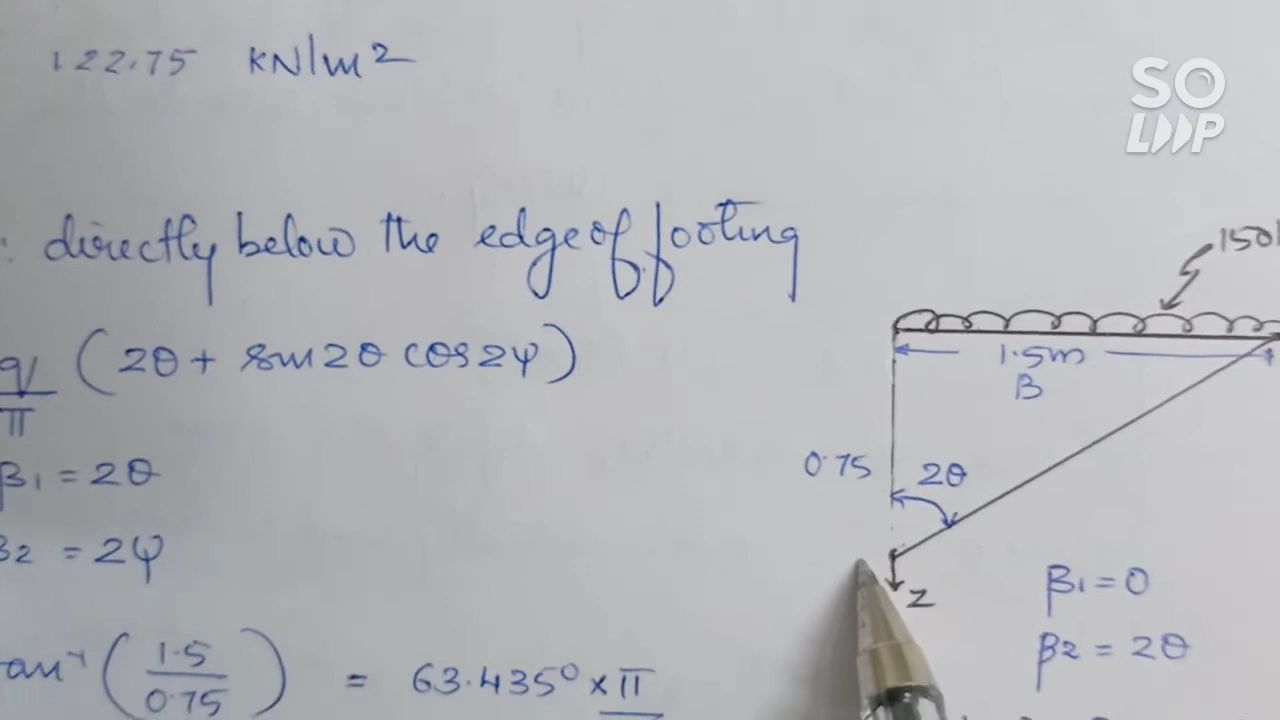 122.75 kN/m2
SO
LOOP
: directly below the edge of footing
150
q/π (2θ + sin2θ cos2ψ)
1.5m
B
0.75
2θ
β1 = 2θ
β2 = 2ψ
z
β1 = 0
β2 = 2θ
tan-1 (1.5/0.75) = 63.435° × π